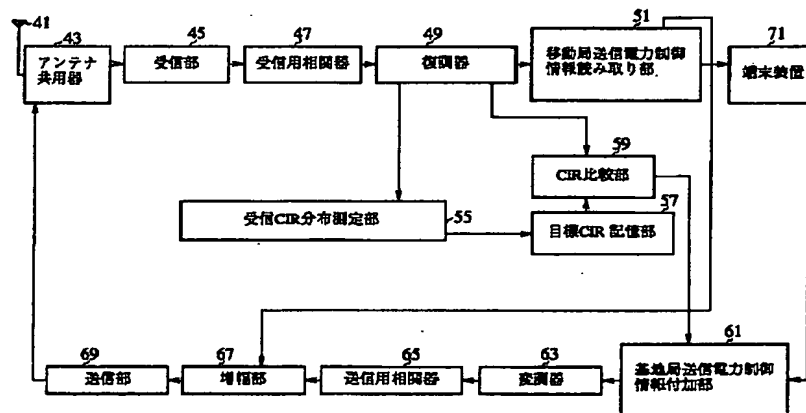 41
43
アンテナ
共用器
45
受信部
47
受信用相関器
49
復調器
51
移動局送信電力制御
情報読み取り部
71
端末装置
59
CIR比較部
受信CIR分布測定部
55
57
目標CIR 記憶部
69
送信部
67
増幅部
65
送信用相関器
63
変調器
61
基地局送信電力制御
情報付加部